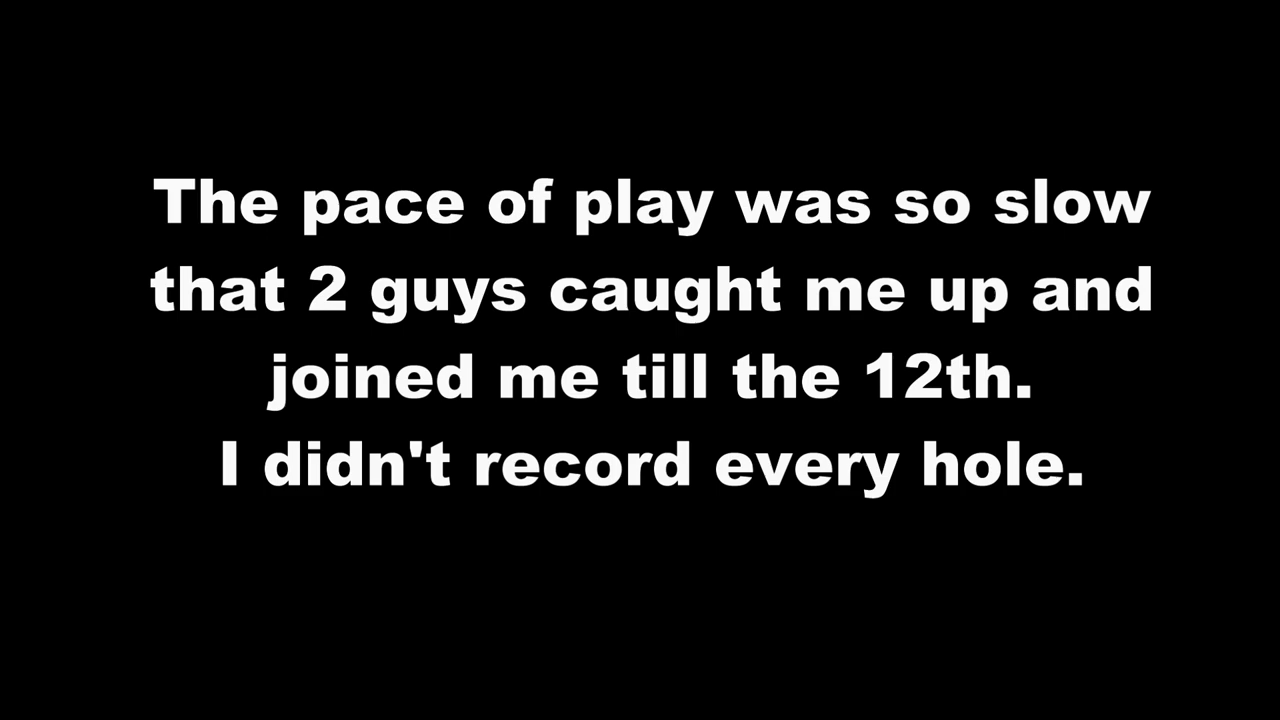 The pace of play was so slow
that 2 guys caught me up and
joined me till the 12th.
I didn't record every hole.